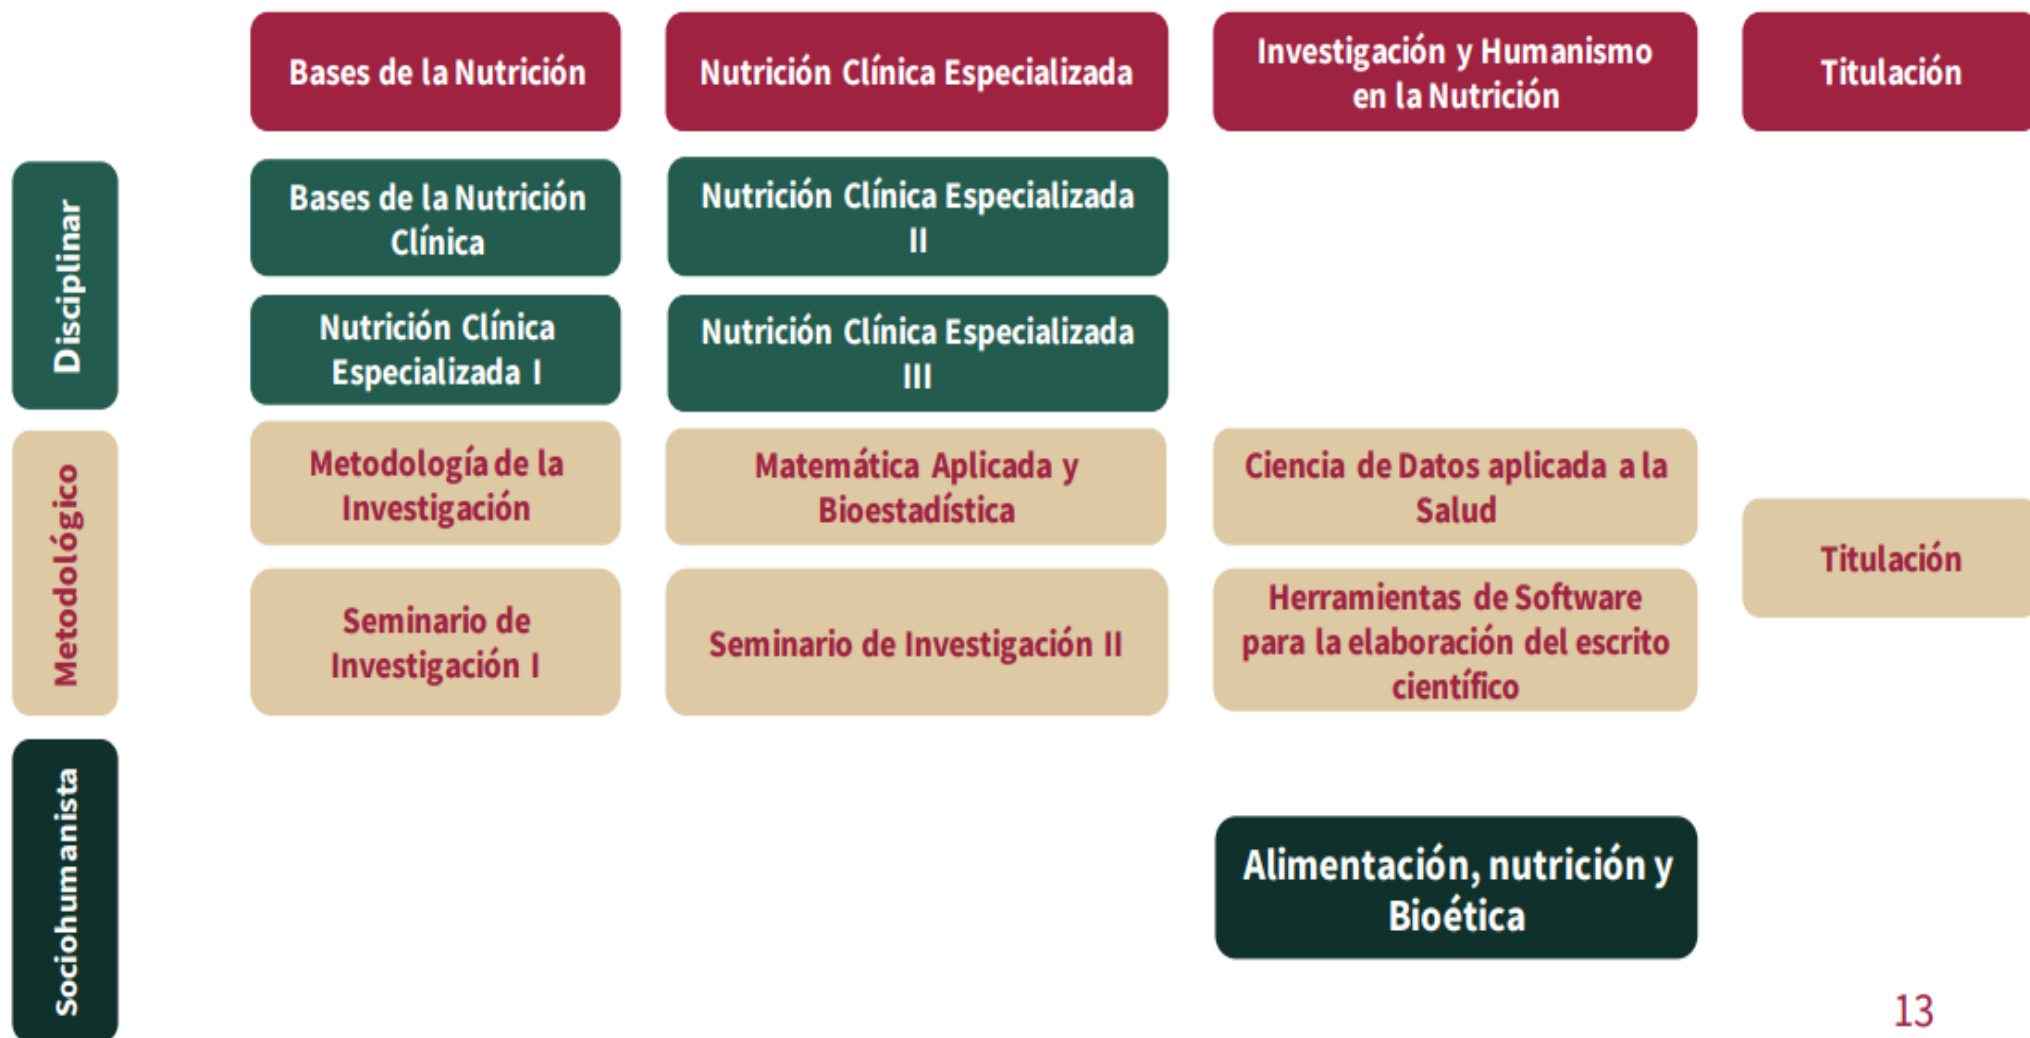 Bases de la Nutrición
Nutrición Clínica Especializada
Investigación y Humanismo
en la Nutrición
Titulación
Disciplinar
Bases de la Nutrición
Clínica
Nutrición Clínica Especializada
II
Nutrición Clínica
Especializada I
Nutrición Clínica Especializada
III
Metodológico
Metodología de la
Investigación
Matemática Aplicada y
Bioestadística
Ciencia de Datos aplicada a la
Salud
Titulación
Seminario de
Investigación I
Seminario de Investigación II
Herramientas de Software
para la elaboración del escrito
científico
Sociohumanista
Alimentación, nutrición y
Bioética
13